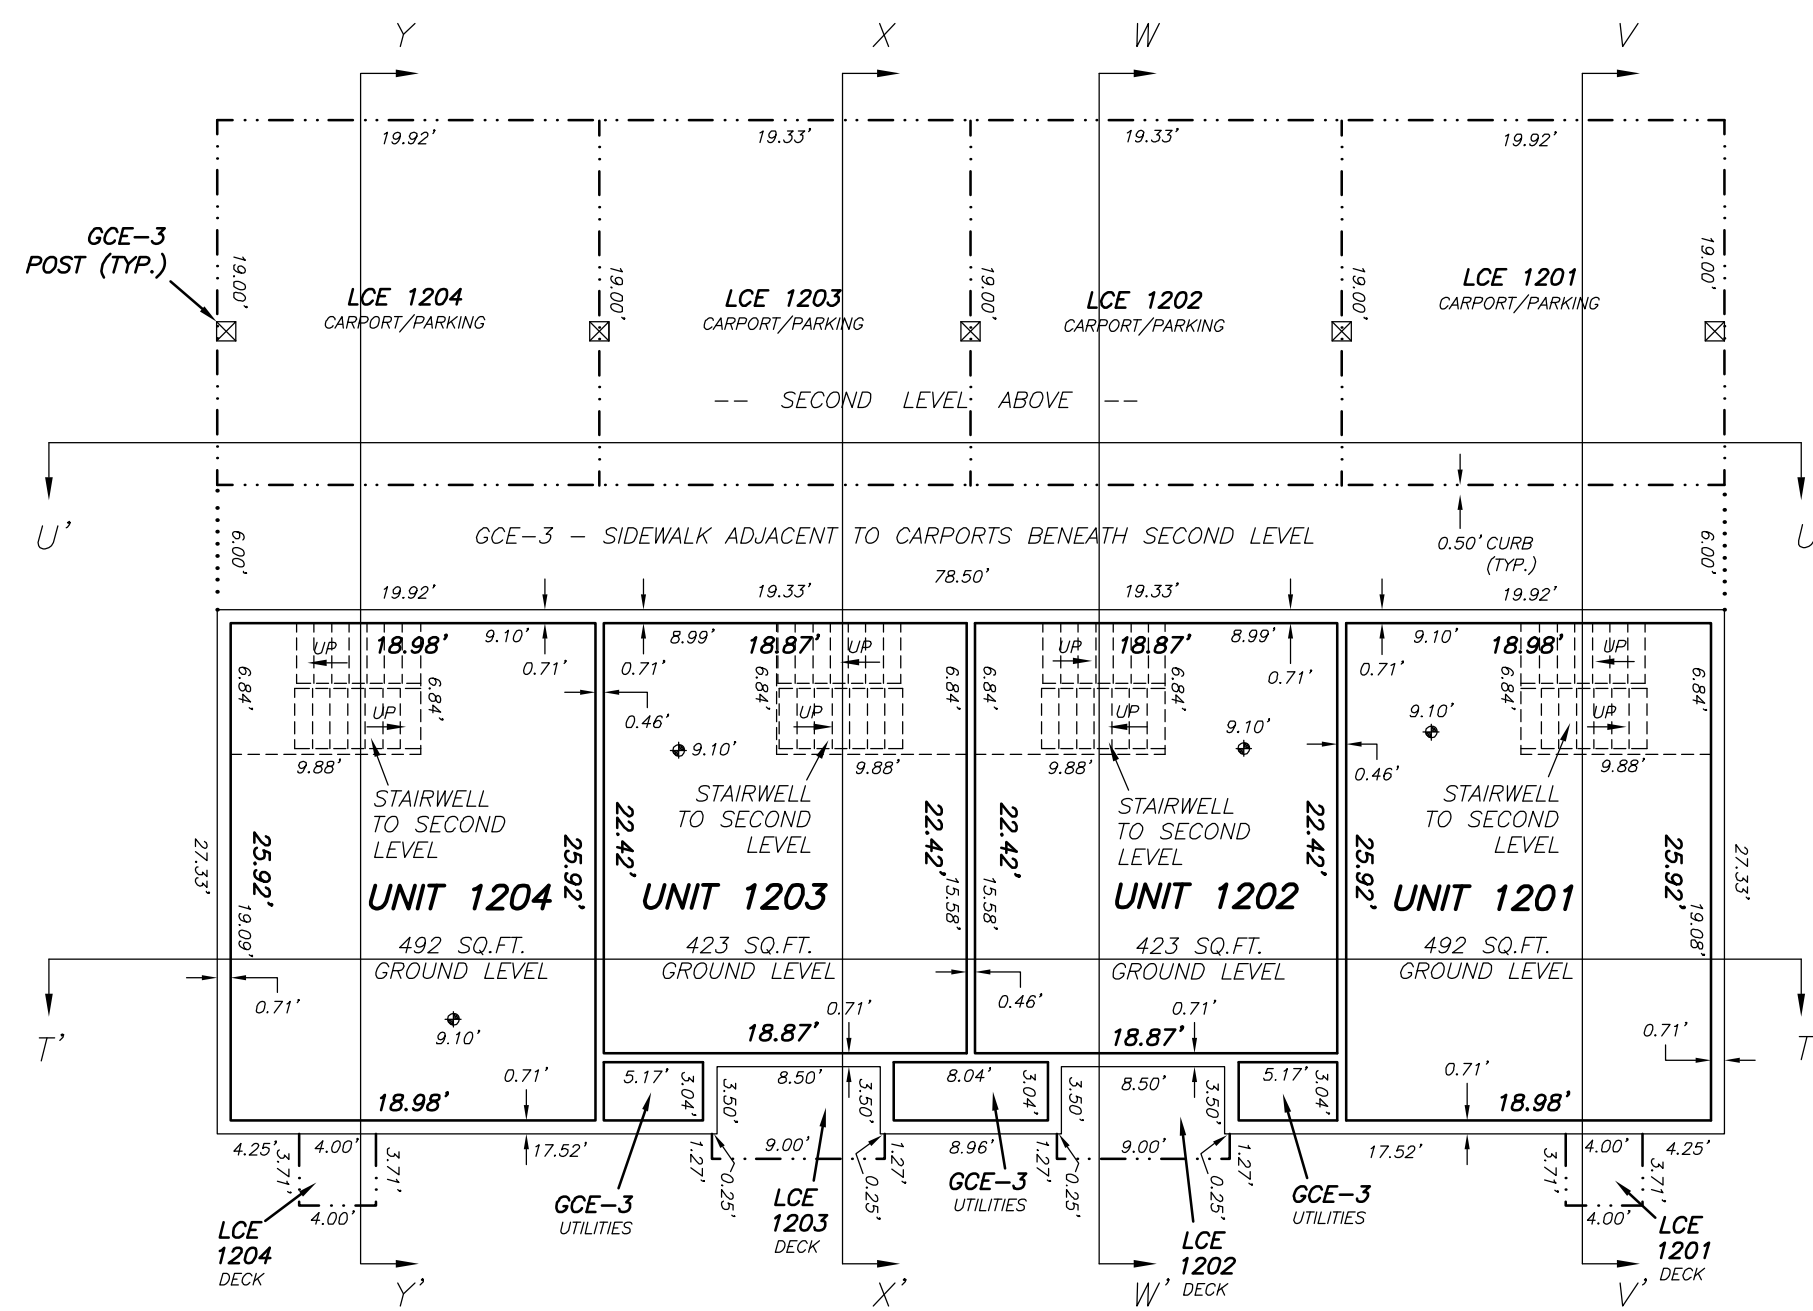 Y
X
W
V
19.92'
19.33'
19.33'
19.92'
GCE-3
POST (TYP.)
19.00'
19.00'
19.00'
19.00'
19.00'
LCE 1204
CARPORT/PARKING
LCE 1203
CARPORT/PARKING
LCE 1202
CARPORT/PARKING
LCE 1201
CARPORT/PARKING
-- SECOND LEVEL ABOVE --
U'
U
6.00'
GCE-3 - SIDEWALK ADJACENT TO CARPORTS BENEATH SECOND LEVEL
0.50' CURB
(TYP.)
6.00'
78.50'
19.92'
19.33'
19.33'
19.92'
18.98'
9.10'
8.99'
18.87'
18.87'
8.99'
9.10'
18.98'
UP
UP
UP
UP
0.71'
0.71'
0.71'
0.71'
6.84'
6.84'
6.84'
6.84'
6.84'
6.84'
6.84'
6.84'
UP
UP
UP
UP
0.46'
0.46'
9.10'
9.10'
9.10'
9.88'
9.88'
9.88'
9.88'
STAIRWELL
TO SECOND
LEVEL
STAIRWELL
TO SECOND
LEVEL
STAIRWELL
TO SECOND
LEVEL
STAIRWELL
TO SECOND
LEVEL
27.33'
25.92'
25.92'
22.42'
22.42'
22.42'
22.42'
25.92'
25.92'
27.33'
19.09'
15.58'
15.58'
19.08'
UNIT 1204
492 SQ.FT.
GROUND LEVEL
UNIT 1203
423 SQ.FT.
GROUND LEVEL
UNIT 1202
423 SQ.FT.
GROUND LEVEL
UNIT 1201
492 SQ.FT.
GROUND LEVEL
0.71'
0.71'
0.46'
0.71'
0.71'
T'
T
9.10'
18.87'
18.87'
0.71'
0.71'
18.98'
18.98'
5.17'
3.04'
3.50'
8.50'
3.50'
8.04'
3.04'
3.50'
8.50'
3.50'
5.17'
3.04'
4.25'
4.00'
3.71'
3.71'
4.00'
17.52'
1.27'
0.25'
9.00'
0.25'
1.27'
8.96'
1.27'
0.25'
9.00'
0.25'
1.27'
17.52'
3.71'
4.00'
3.71'
4.00'
4.25'
LCE
1204
DECK
GCE-3
UTILITIES
LCE
1203
DECK
GCE-3
UTILITIES
LCE
1202
DECK
GCE-3
UTILITIES
LCE
1201
DECK
Y'
X'
W'
V'